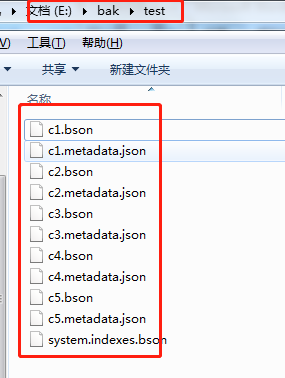 文档 (E:) ▸ bak ▸ test
(V) 工具(T) 帮助(H)
共享 ▾ 新建文件夹
名称
c1.bson
c1.metadata.json
c2.bson
c2.metadata.json
c3.bson
c3.metadata.json
c4.bson
c4.metadata.json
c5.bson
c5.metadata.json
system.indexes.bson